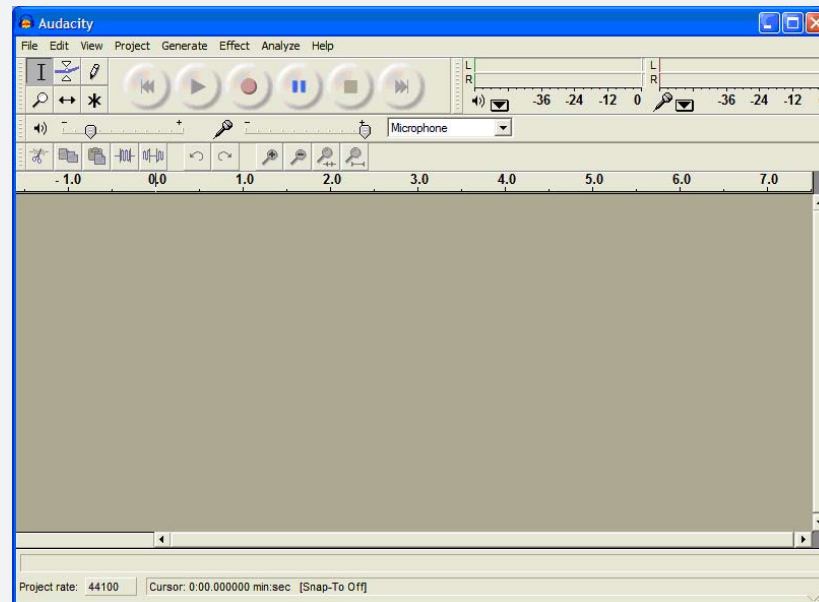 Audacity
File Edit View Project Generate Effect Analyze Help
L
R
-36 -24 -12 0
L
R
-36 -24 -12
- + - + Microphone
- 1.0 0.0 1.0 2.0 3.0 4.0 5.0 6.0 7.0
Project rate: 44100 Cursor: 0:00.000000 min:sec [Snap-To Off]